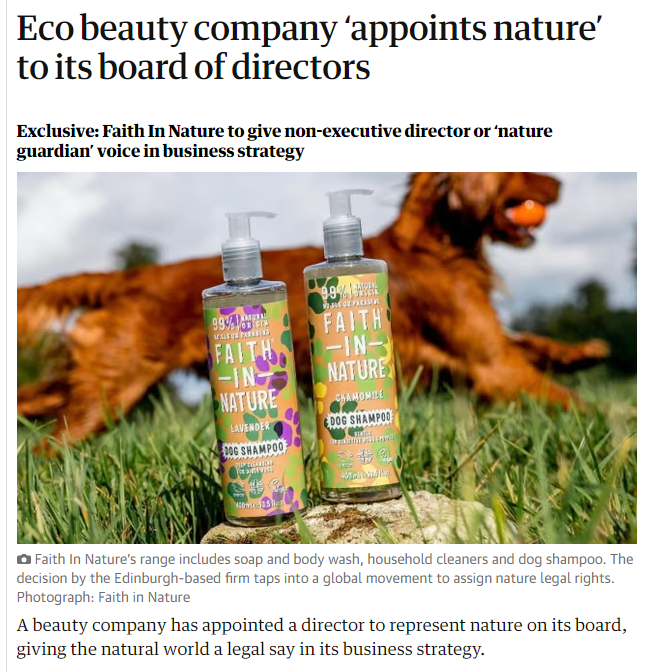 Eco beauty company ‘appoints nature’
to its board of directors
Exclusive: Faith In Nature to give non-executive director or ‘nature
guardian’ voice in business strategy
99% NATURAL
ORIGIN
FAITH
–IN–
NATURE
LAVENDER
DOG SHAMPOO
99% NATURAL
ORIGIN
NO SLS OR PARABENS
FAITH
–IN–
NATURE
CHAMOMILE
DOG SHAMPOO
Faith In Nature’s range includes soap and body wash, household cleaners and dog shampoo. The
decision by the Edinburgh-based firm taps into a global movement to assign nature legal rights.
Photograph: Faith in Nature
A beauty company has appointed a director to represent nature on its board,
giving the natural world a legal say in its business strategy.